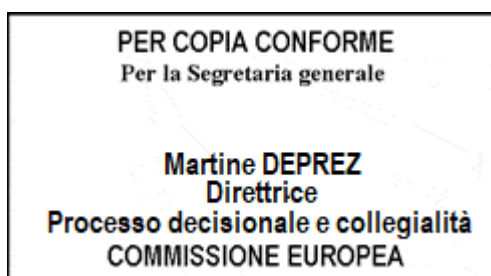 PER COPIA CONFORME
Per la Segretaria generale
Martine DEPREZ
Direttrice
Processo decisionale e collegialità
COMMISSIONE EUROPEA